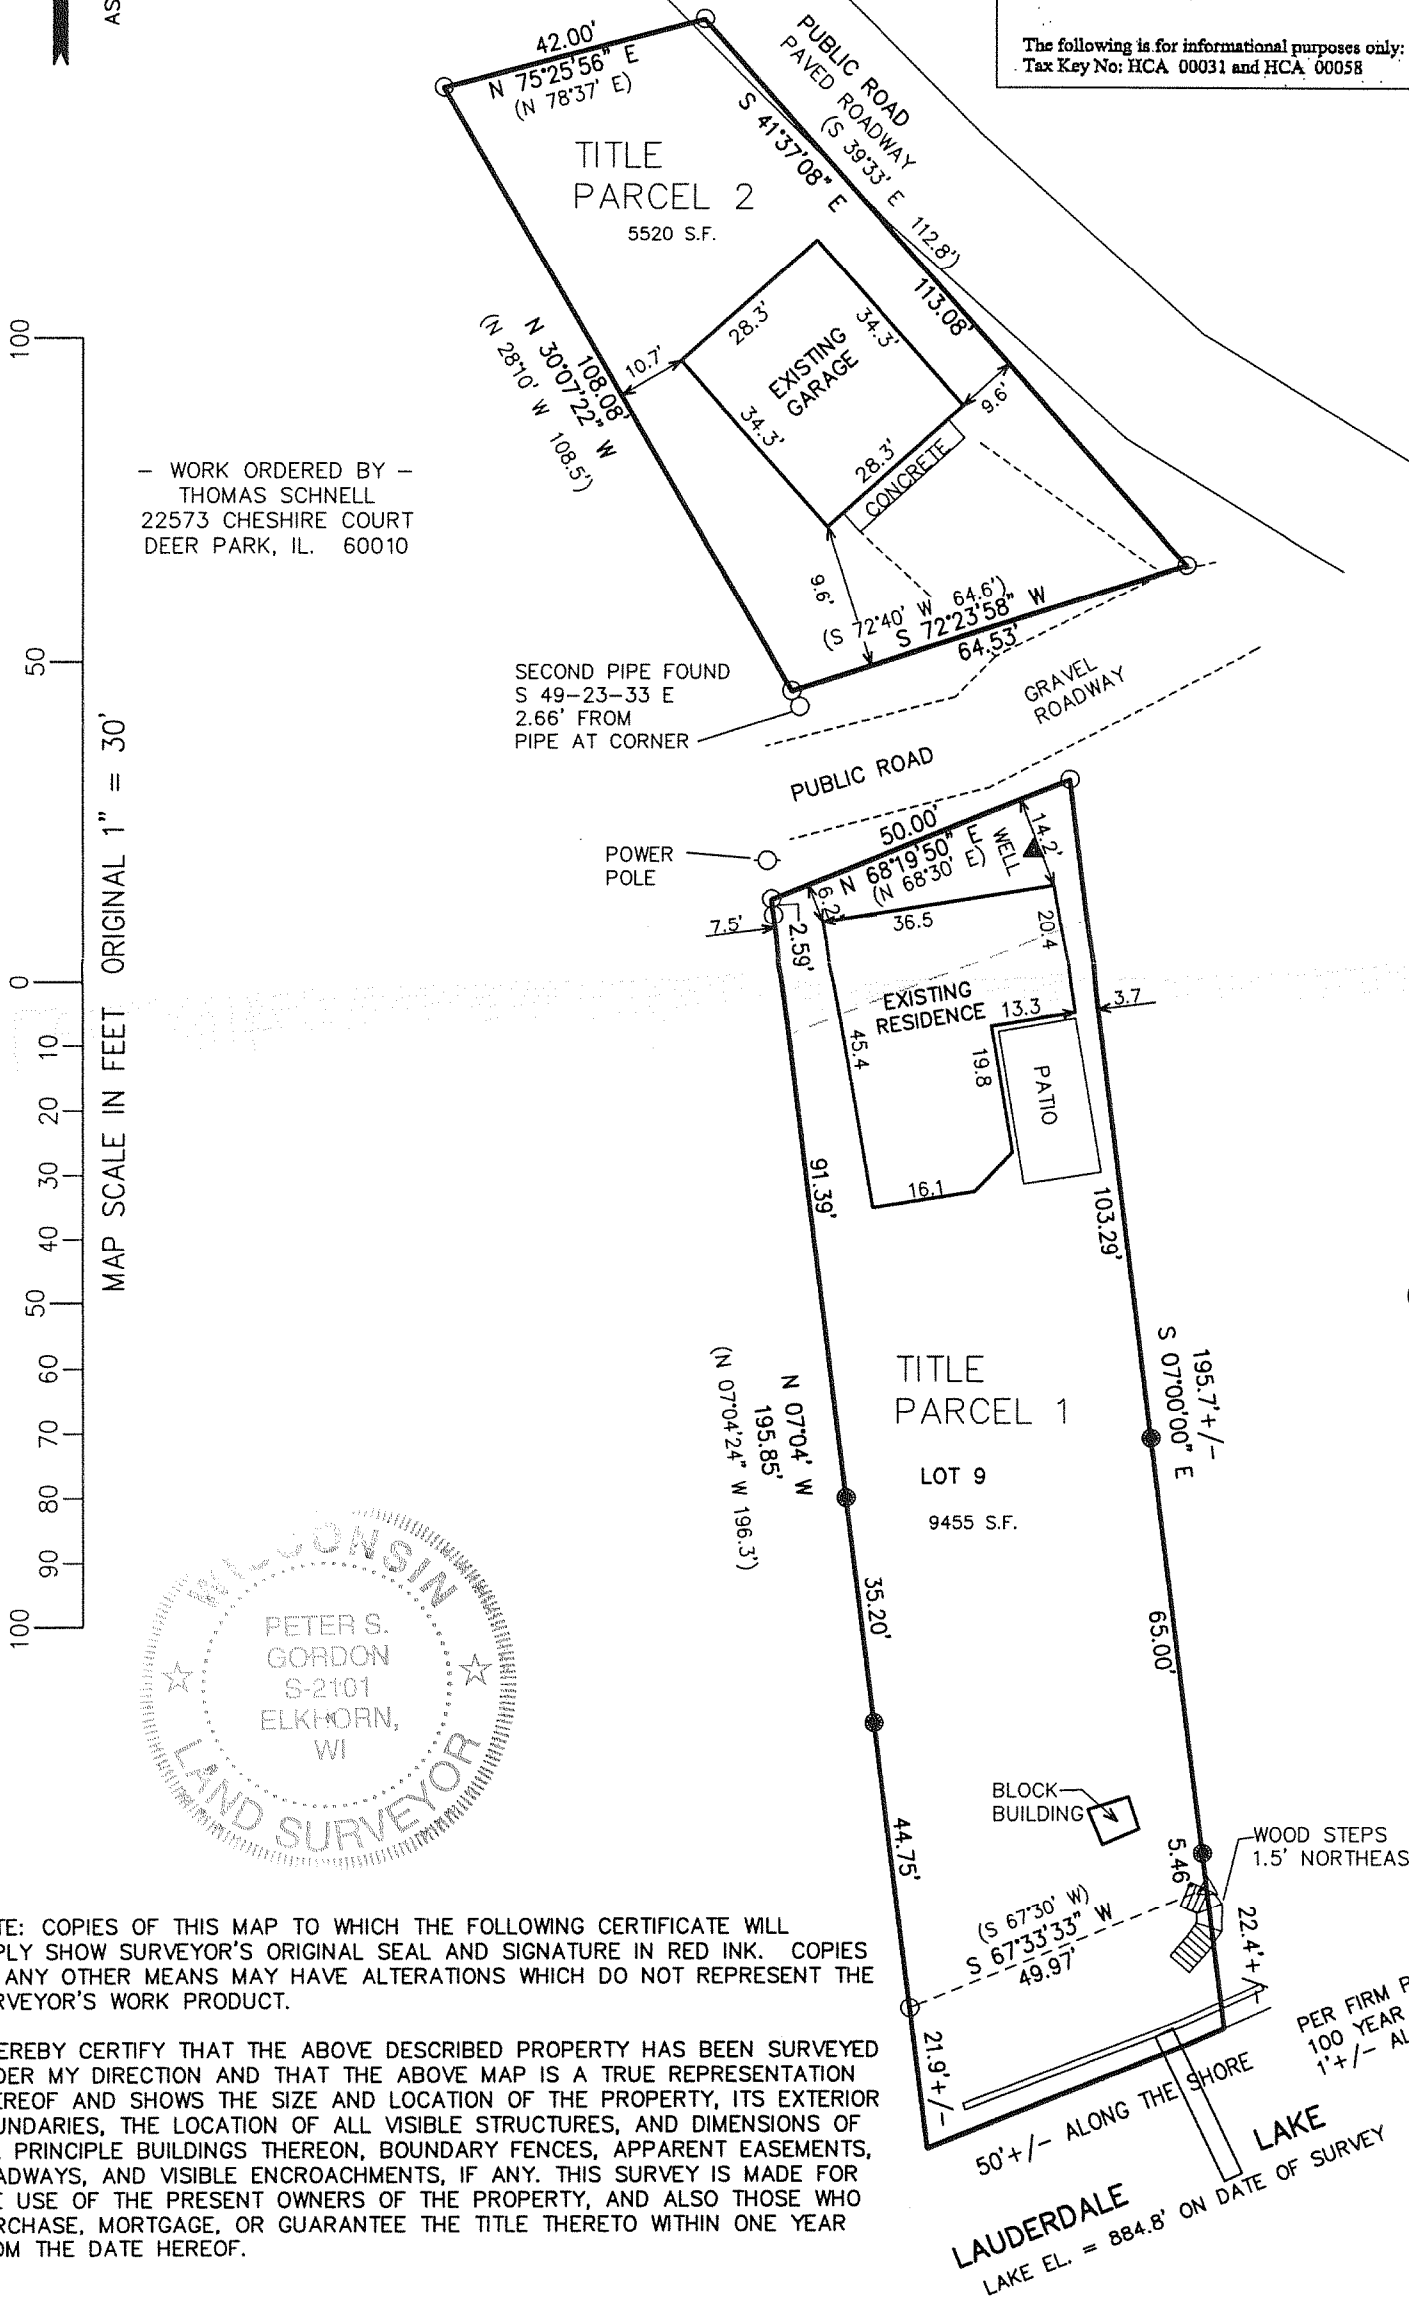 AS
The following is for informational purposes only:
Tax Key No: HCA 00031 and HCA 00058
42.00'
N 75°25'56" E
(N 78°37' E)
PUBLIC ROAD
PAVED ROADWAY
(S 39°33' E 112.8')
S 41°37'08" E
113.08'
TITLE
PARCEL 2
5520 S.F.
108.08'
N 30°07'22" W
(N 28°10' W 108.5')
10.7'
28.3'
34.3'
EXISTING
GARAGE
34.3'
28.3'
CONCRETE
9.6'
9.6'
(S 72°40' W 64.6')
S 72°23'58" W
64.53'
- WORK ORDERED BY -
THOMAS SCHNELL
22573 CHESHIRE COURT
DEER PARK, IL. 60010
SECOND PIPE FOUND
S 49-23-33 E
2.66' FROM
PIPE AT CORNER
GRAVEL
ROADWAY
PUBLIC ROAD
POWER
POLE
50.00'
N 68°19'50" E
(N 68°30' E)
WELL
14.2'
6.2'
7.5'
2.59'
36.5
20.4
EXISTING
RESIDENCE
13.3
3.7
45.4
19.8
PATIO
16.1
91.39'
103.29'
100
50
0
10
20
30
40
50
60
70
80
90
100
MAP SCALE IN FEET ORIGINAL 1" = 30'
TITLE
PARCEL 1
LOT 9
9455 S.F.
N 07°04' W
195.85'
(N 07°04'24" W 196.3')
195.7'+/-
S 07°00'00" E
35.20'
65.00'
44.75'
BLOCK
BUILDING
WOOD STEPS
1.5' NORTHEAS
5.46'
22.4'+/-
(S 67°30' W)
S 67°33'33" W
49.97'
21.9'+/-
50'+/- ALONG THE SHORE
PER FIRM P
100 YEAR
1'+/- AL
LAUDERDALE LAKE
LAKE EL. = 884.8' ON DATE OF SURVEY
WISCONSIN
PETER S.
GORDON
S-2101
ELKHORN,
WI
LAND SURVEYOR
TE: COPIES OF THIS MAP TO WHICH THE FOLLOWING CERTIFICATE WILL
PLY SHOW SURVEYOR'S ORIGINAL SEAL AND SIGNATURE IN RED INK. COPIES
ANY OTHER MEANS MAY HAVE ALTERATIONS WHICH DO NOT REPRESENT THE
RVEYOR'S WORK PRODUCT.
EREBY CERTIFY THAT THE ABOVE DESCRIBED PROPERTY HAS BEEN SURVEYED
DER MY DIRECTION AND THAT THE ABOVE MAP IS A TRUE REPRESENTATION
EREOF AND SHOWS THE SIZE AND LOCATION OF THE PROPERTY, ITS EXTERIOR
UNDARIES, THE LOCATION OF ALL VISIBLE STRUCTURES, AND DIMENSIONS OF
PRINCIPLE BUILDINGS THEREON, BOUNDARY FENCES, APPARENT EASEMENTS,
ADWAYS, AND VISIBLE ENCROACHMENTS, IF ANY. THIS SURVEY IS MADE FOR
E USE OF THE PRESENT OWNERS OF THE PROPERTY, AND ALSO THOSE WHO
RCHASE, MORTGAGE, OR GUARANTEE THE TITLE THERETO WITHIN ONE YEAR
OM THE DATE HEREOF.